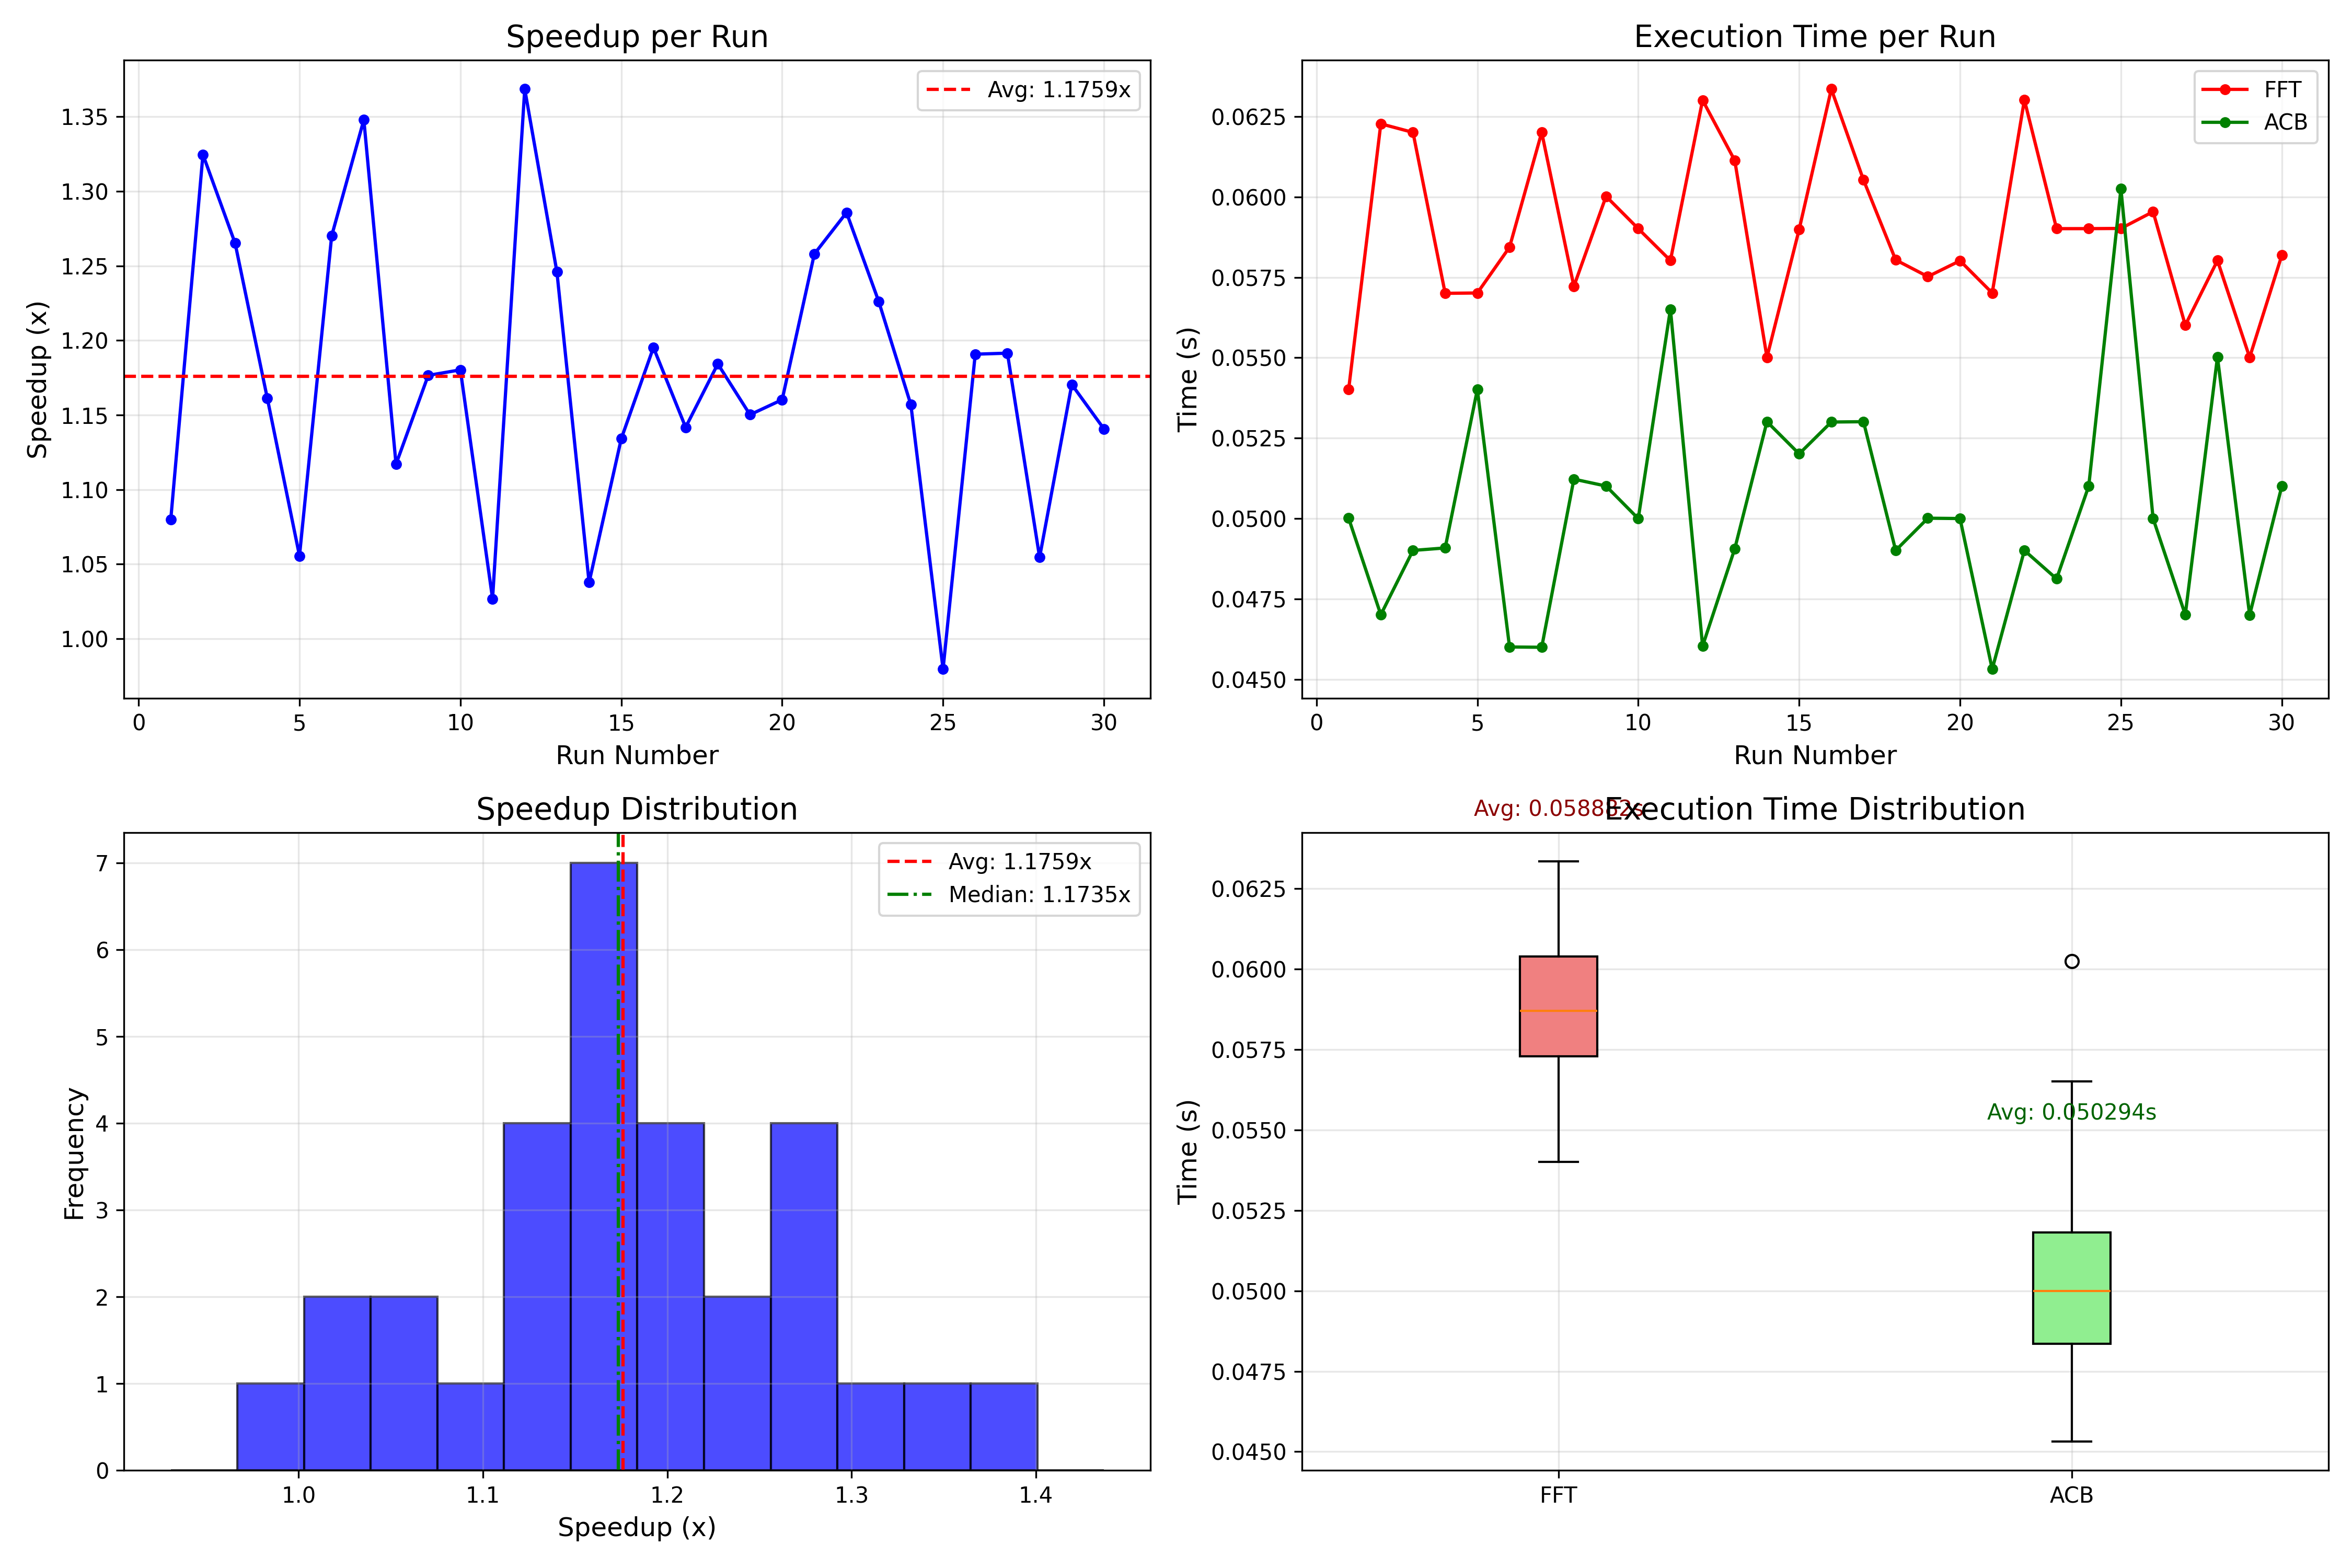 Speedup per Run
Speedup (x)
1.35
1.30
1.25
1.20
1.15
1.10
1.05
1.00
Avg: 1.1759x
0 5 10 15 20 25 30
Run Number
Execution Time per Run
Time (s)
0.0625
0.0600
0.0575
0.0550
0.0525
0.0500
0.0475
0.0450
FFT
ACB
0 5 10 15 20 25 30
Run Number
Speedup Distribution
Frequency
7
6
5
4
3
2
1
0
Avg: 1.1759x
Median: 1.1735x
1.0 1.1 1.2 1.3 1.4
Speedup (x)
Avg: 0.058882s
Execution Time Distribution
Time (s)
0.0625
0.0600
0.0575
0.0550
0.0525
0.0500
0.0475
0.0450
Avg: 0.050294s
FFT ACB